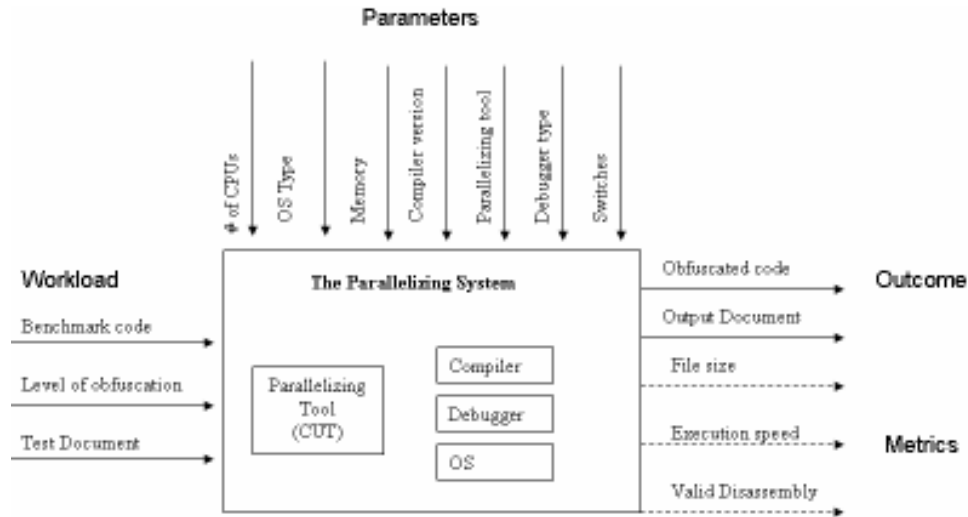 Parameters
# of CPUs
OS Type
Memory
Compiler version
Parallelizing tool
Debugger type
Switches
Workload
Benchmark code
Level of obfuscation
Test Document
The Parallelizing System
Parallelizing
Tool
(CUT)
Compiler
Debugger
OS
Obfuscated code
Outcome
Output Document
File size
Execution speed
Metrics
Valid Disassembly